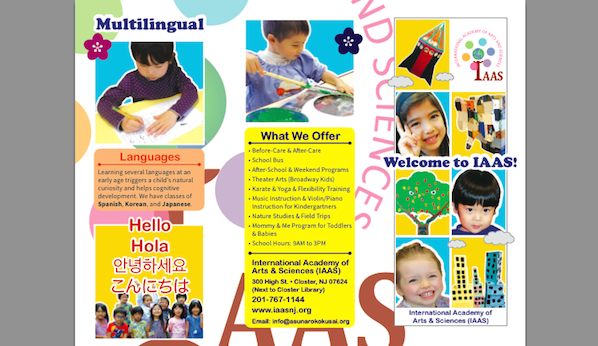 Multilingual
Languages
Learning several languages at an
early age triggers a child's natural
curiosity and helps cognitive
development. We have classes of
Spanish, Korean, and Japanese.
Hello
Hola
안녕하세요
こんにちは
What We Offer
• Before-Care & After-Care
• School Bus
• After-School & Weekend Programs
• Theater Arts (Broadway Kids)
• Karate & Yoga & Flexibility Training
• Music Instruction & Violin/Piano
Instruction for Kindergartners
• Nature Studies & Field Trips
• Mommy & Me Program for Toddlers
& Babies
• School Hours: 9AM to 3PM
International Academy of
Arts & Sciences (IAAS)
300 High St. • Closter, NJ 07624
(Next to Closter Library)
201-767-1144
www.iaasnj.org
Email: info@asunarokokusai.org
ND SCIENCES
IAAS
INTERNATIONAL ACADEMY OF ARTS AND SCIENCES
IAAS
Welcome to IAAS!
International Academy of
Arts & Sciences (IAAS)